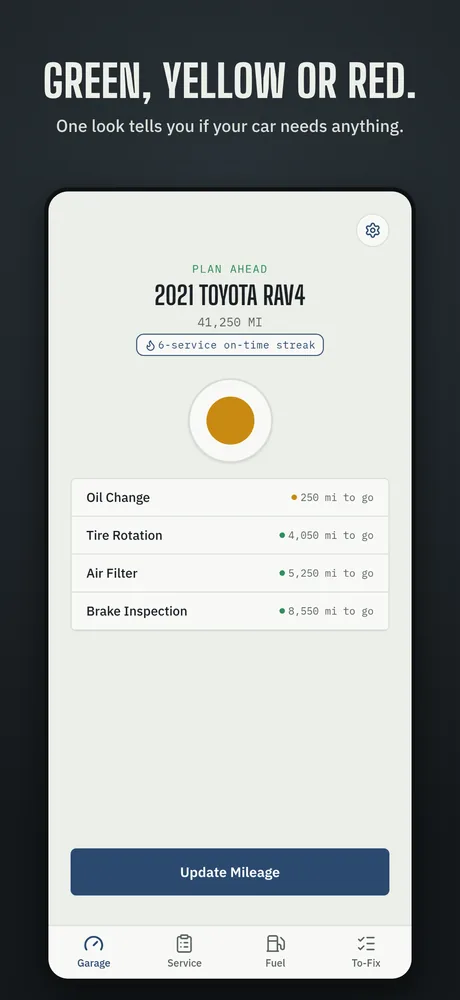 GREEN, YELLOW OR RED.
One look tells you if your car needs anything.
PLAN AHEAD
2021 TOYOTA RAV4
41,250 MI
6-service on-time streak
Oil Change 250 mi to go
Tire Rotation 4,050 mi to go
Air Filter 5,250 mi to go
Brake Inspection 8,550 mi to go
Update Mileage
Garage Service Fuel To-Fix